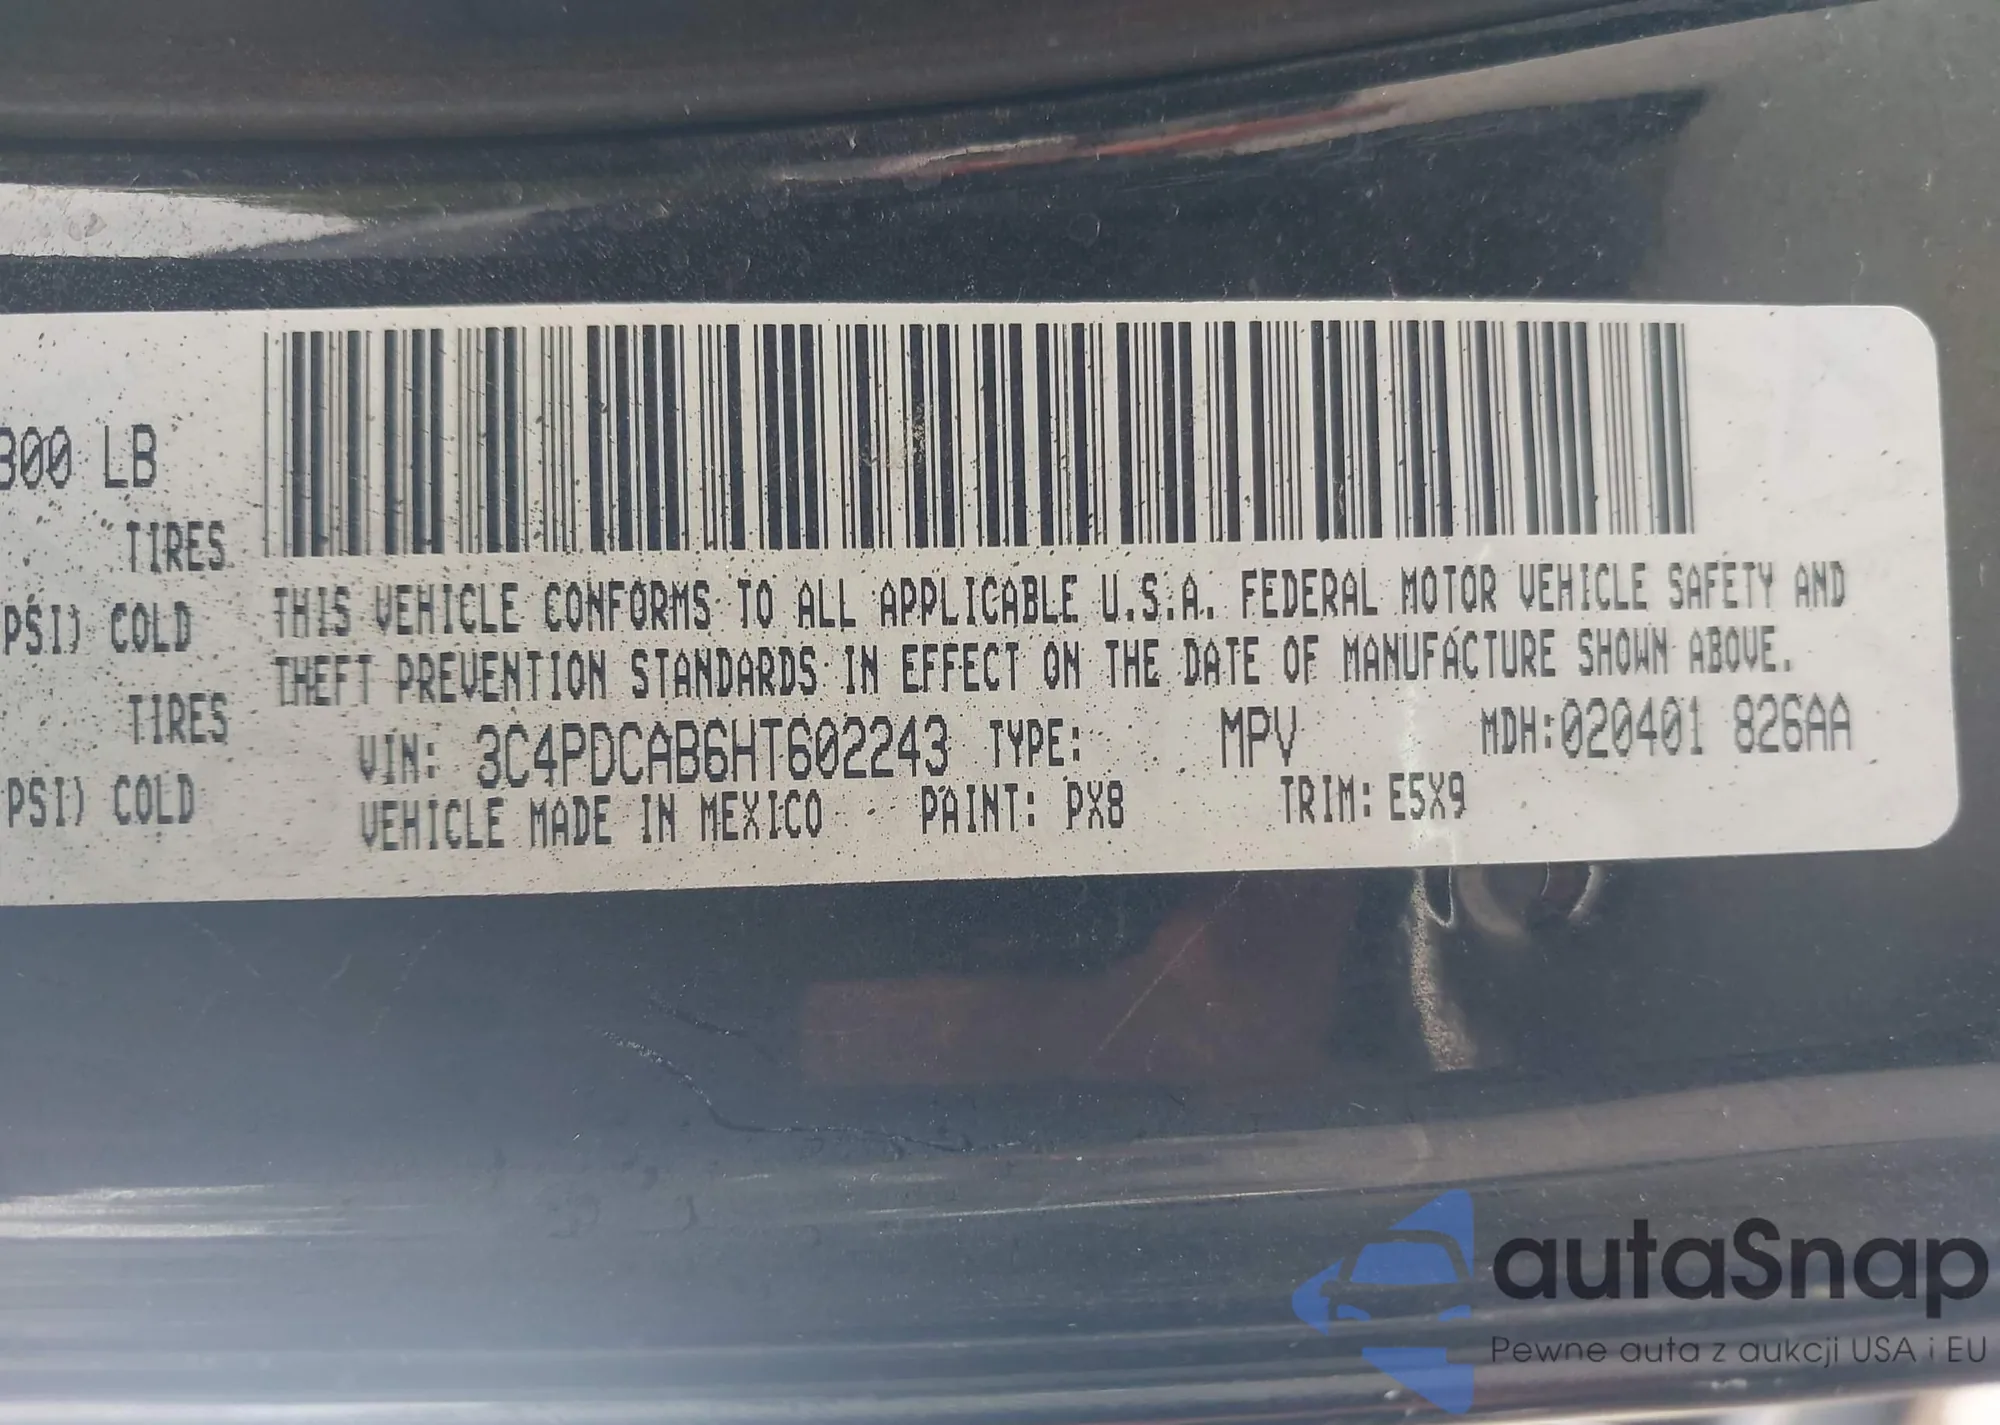 300 LB
TIRES
PSI) COLD
TIRES
PSI) COLD
THIS VEHICLE CONFORMS TO ALL APPLICABLE U.S.A. FEDERAL MOTOR VEHICLE SAFETY AND
THEFT PREVENTION STANDARDS IN EFFECT ON THE DATE OF MANUFACTURE SHOWN ABOVE.
VIN: 3C4PDCAB6HT602243 TYPE: MPV MDH:020401 826AA
VEHICLE MADE IN MEXICO PAINT: PX8 TRIM: E5X9
autaSnap
Pewne auta z aukcji USA i EU